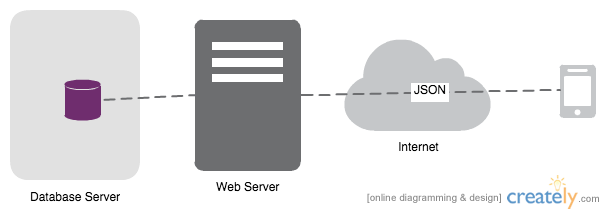 JSON
Internet
Web Server
Database Server
[online diagramming & design] creately.com